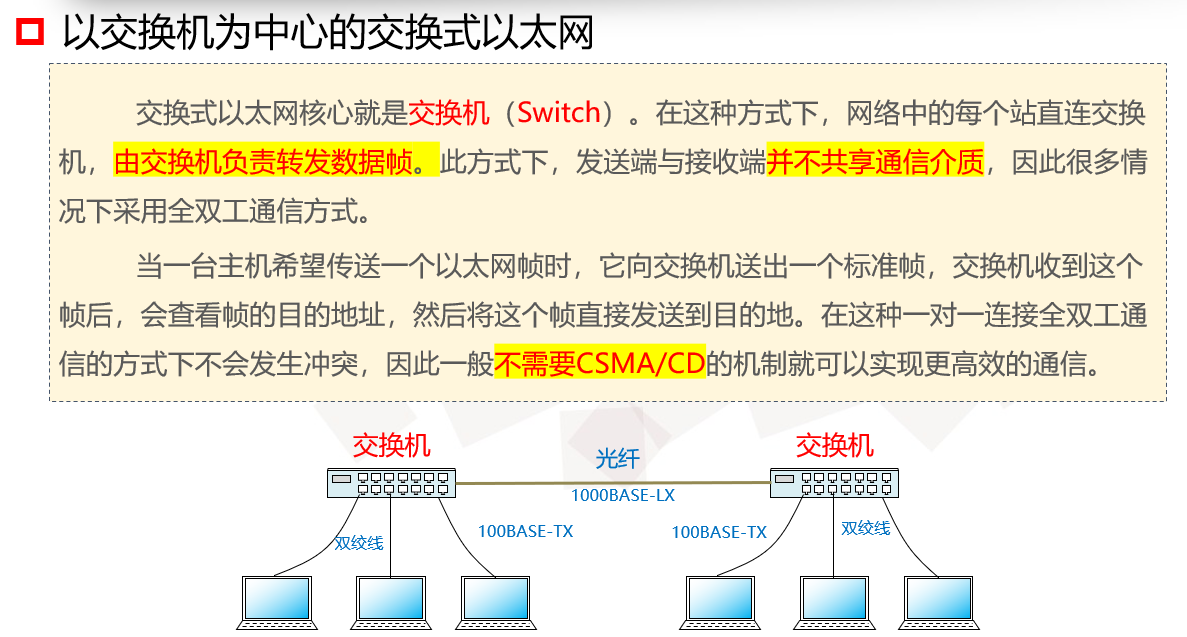 以交换机为中心的交换式以太网
交换式以太网核心就是交换机（Switch）。在这种方式下，网络中的每个站直连交换
机，由交换机负责转发数据帧。此方式下，发送端与接收端并不共享通信介质，因此很多情
况下采用全双工通信方式。
当一台主机希望传送一个以太网帧时，它向交换机送出一个标准帧，交换机收到这个
帧后，会查看帧的目的地址，然后将这个帧直接发送到目的地。在这种一对一连接全双工通
信的方式下不会发生冲突，因此一般不需要CSMA/CD的机制就可以实现更高效的通信。
交换机
交换机
光纤
1000BASE-LX
双绞线
100BASE-TX
100BASE-TX
双绞线